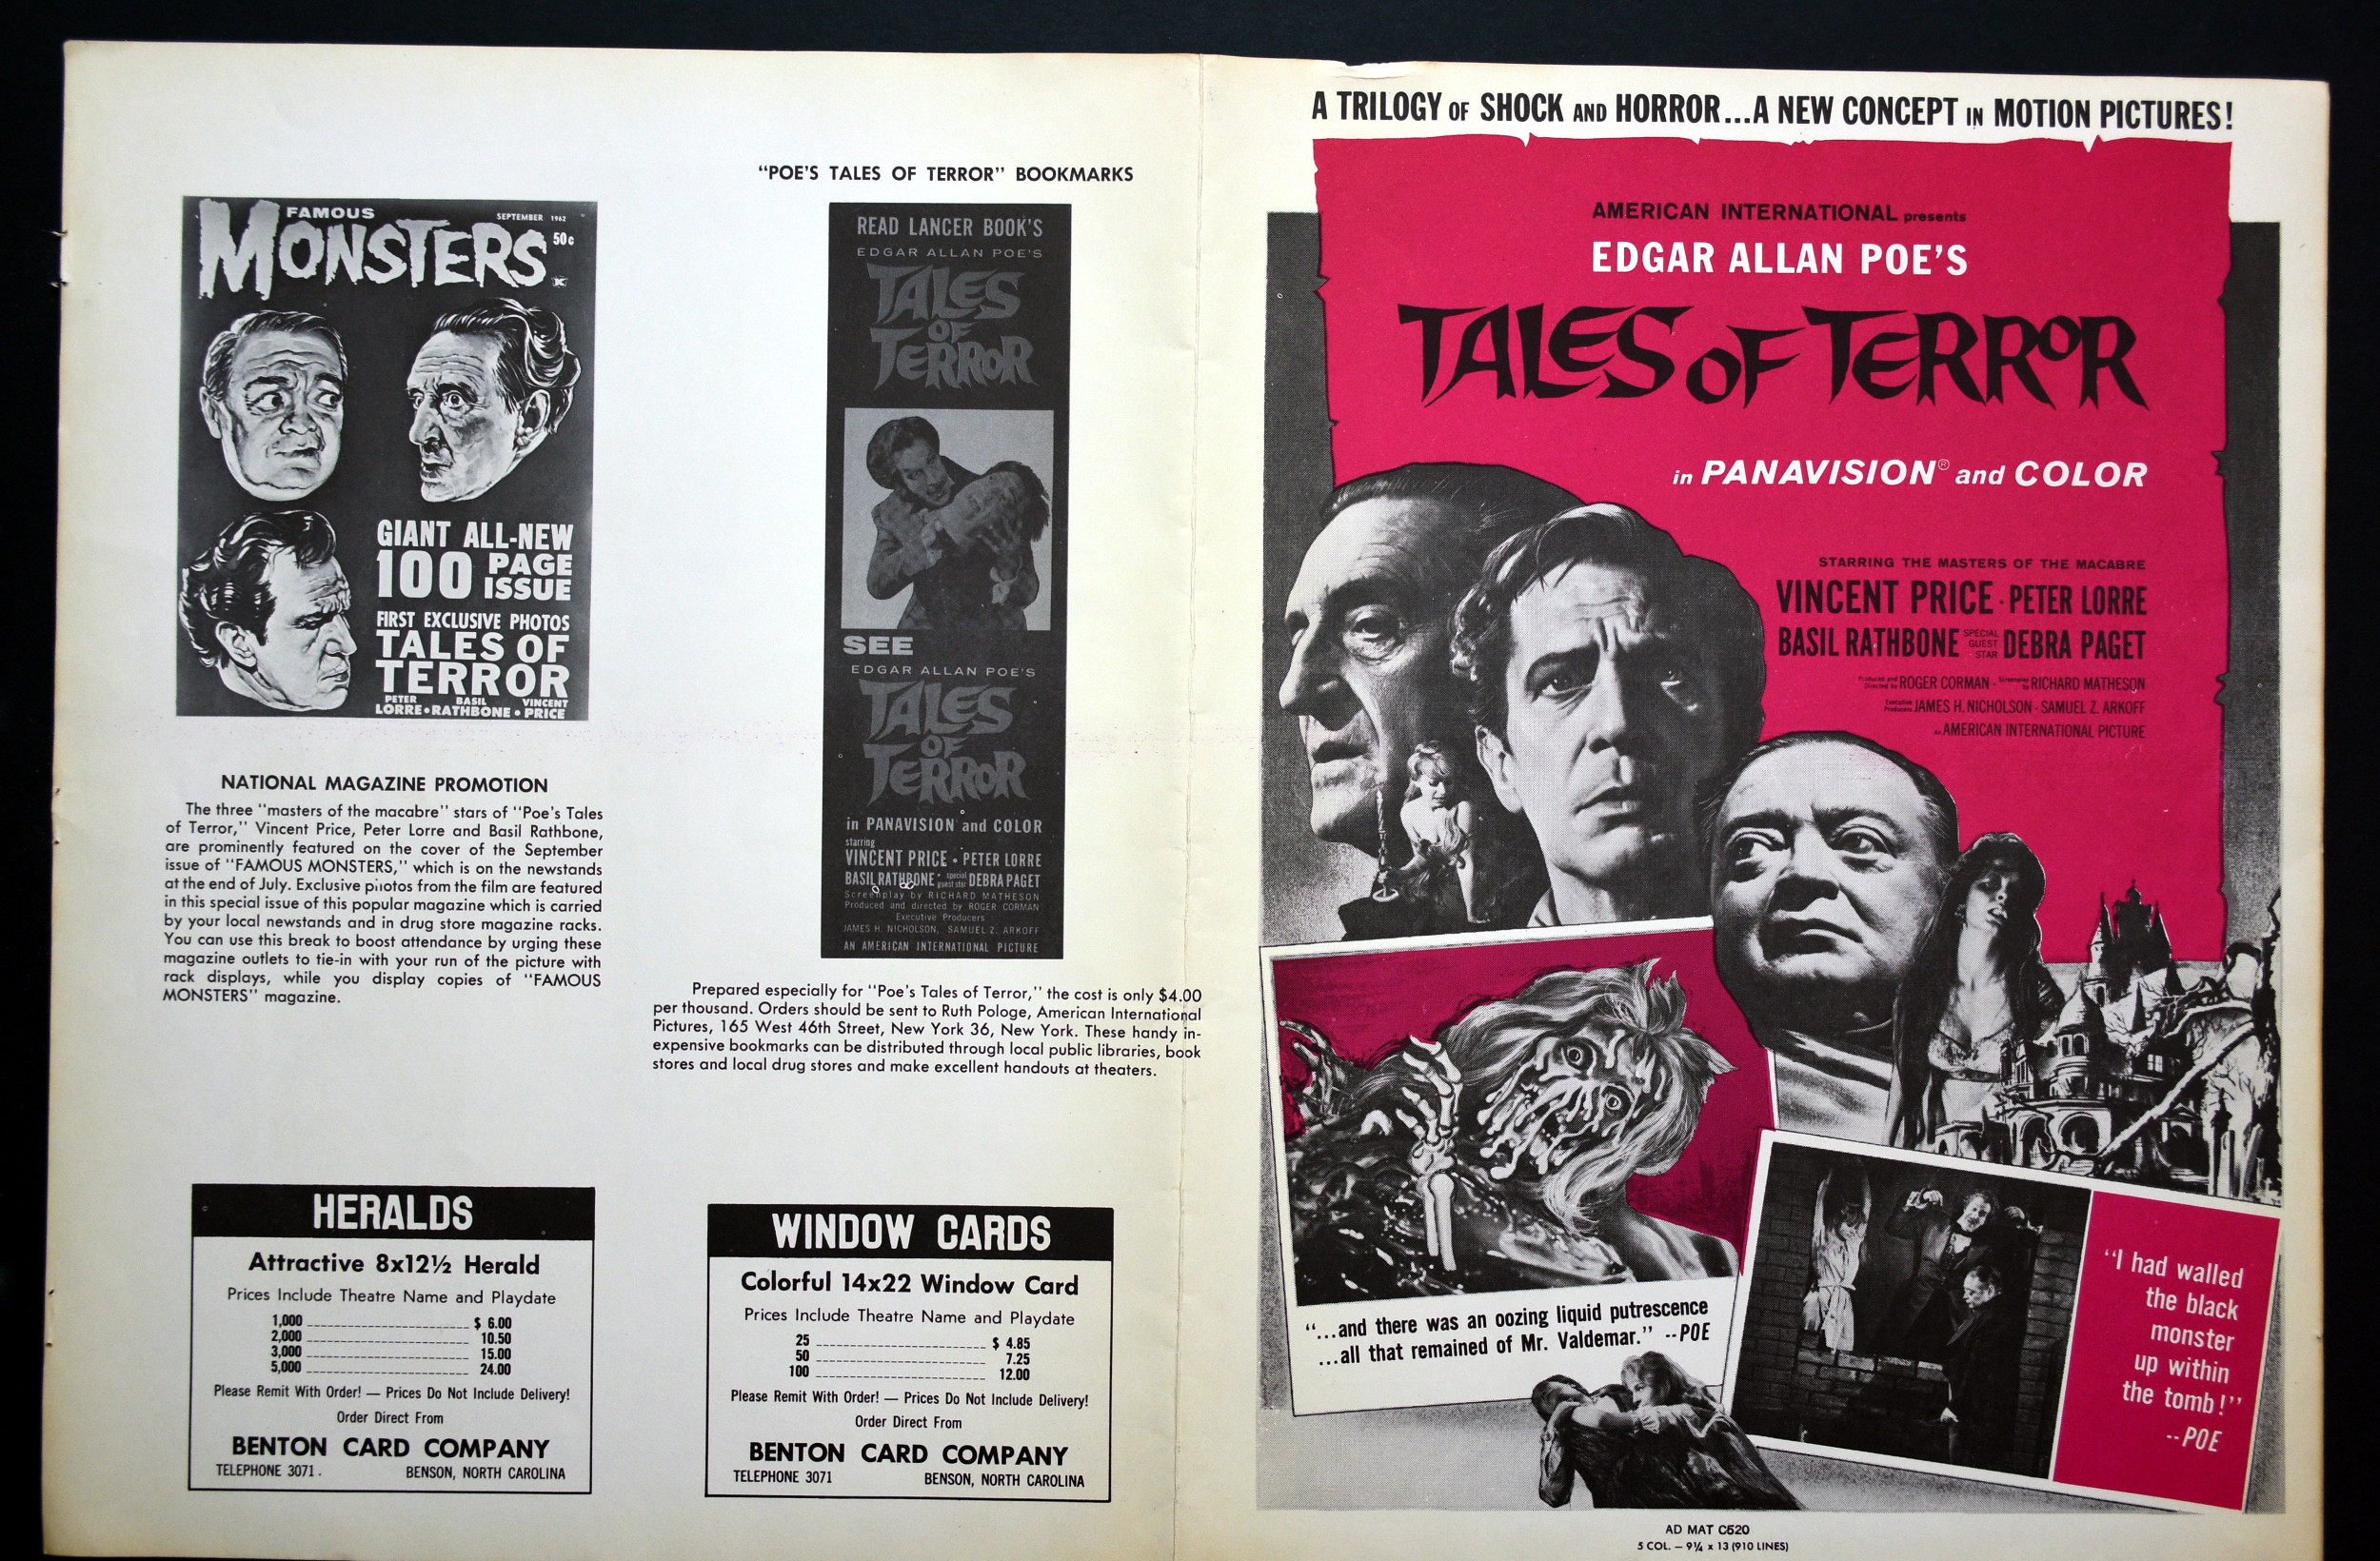 FAMOUS
MONSTERS
SEPTEMBER 1962
50c
GIANT ALL-NEW
100 PAGE ISSUE
FIRST EXCLUSIVE PHOTOS
TALES OF
TERROR
PETER LORRE • BASIL RATHBONE • VINCENT PRICE
NATIONAL MAGAZINE PROMOTION
The three "masters of the macabre" stars of "Poe's Tales
of Terror," Vincent Price, Peter Lorre and Basil Rathbone,
are prominently featured on the cover of the September
issue of "FAMOUS MONSTERS," which is on the newstands
at the end of July. Exclusive photos from the film are featured
in this special issue of this popular magazine which is carried
by your local newstands and in drug store magazine racks.
You can use this break to boost attendance by urging these
magazine outlets to tie-in with your run of the picture with
rack displays, while you display copies of "FAMOUS
MONSTERS" magazine.
"POE'S TALES OF TERROR" BOOKMARKS
READ LANCER BOOK'S
EDGAR ALLAN POE'S
TALES
OF
TERROR
SEE
EDGAR ALLAN POE'S
TALES
OF
TERROR
in PANAVISION and COLOR
starring
VINCENT PRICE • PETER LORRE
BASIL RATHBONE • special guest star DEBRA PAGET
Screenplay by RICHARD MATHESON
Produced and directed by ROGER CORMAN
Executive Producers
JAMES H. NICHOLSON, SAMUEL Z. ARKOFF
AN AMERICAN INTERNATIONAL PICTURE
Prepared especially for "Poe's Tales of Terror," the cost is only $4.00
per thousand. Orders should be sent to Ruth Pologe, American International
Pictures, 165 West 46th Street, New York 36, New York. These handy in-
expensive bookmarks can be distributed through local public libraries, book
stores and local drug stores and make excellent handouts at theaters.
HERALDS
Attractive 8x12½ Herald
Prices Include Theatre Name and Playdate
1,000 $ 6.00
2,000 10.50
3,000 15.00
5,000 24.00
Please Remit With Order! — Prices Do Not Include Delivery!
Order Direct From
BENTON CARD COMPANY
TELEPHONE 3071. BENSON, NORTH CAROLINA
WINDOW CARDS
Colorful 14x22 Window Card
Prices Include Theatre Name and Playdate
25 $ 4.85
50 7.25
100 12.00
Please Remit With Order! — Prices Do Not Include Delivery!
Order Direct From
BENTON CARD COMPANY
TELEPHONE 3071 BENSON, NORTH CAROLINA
A TRILOGY OF SHOCK AND HORROR...A NEW CONCEPT IN MOTION PICTURES!
AMERICAN INTERNATIONAL presents
EDGAR ALLAN POE'S
TALES OF TERROR
in PANAVISION® and COLOR
STARRING THE MASTERS OF THE MACABRE
VINCENT PRICE · PETER LORRE
BASIL RATHBONE SPECIAL GUEST STAR DEBRA PAGET
Produced and Directed by ROGER CORMAN · Screenplay by RICHARD MATHESON
Executive Producers JAMES H. NICHOLSON · SAMUEL Z. ARKOFF
An AMERICAN INTERNATIONAL PICTURE
"...and there was an oozing liquid putrescence
...all that remained of Mr. Valdemar." --POE
"I had walled
the black
monster
up within
the tomb!"
--POE
AD MAT C520
5 COL. — 9¼ x 13 (910 LINES)